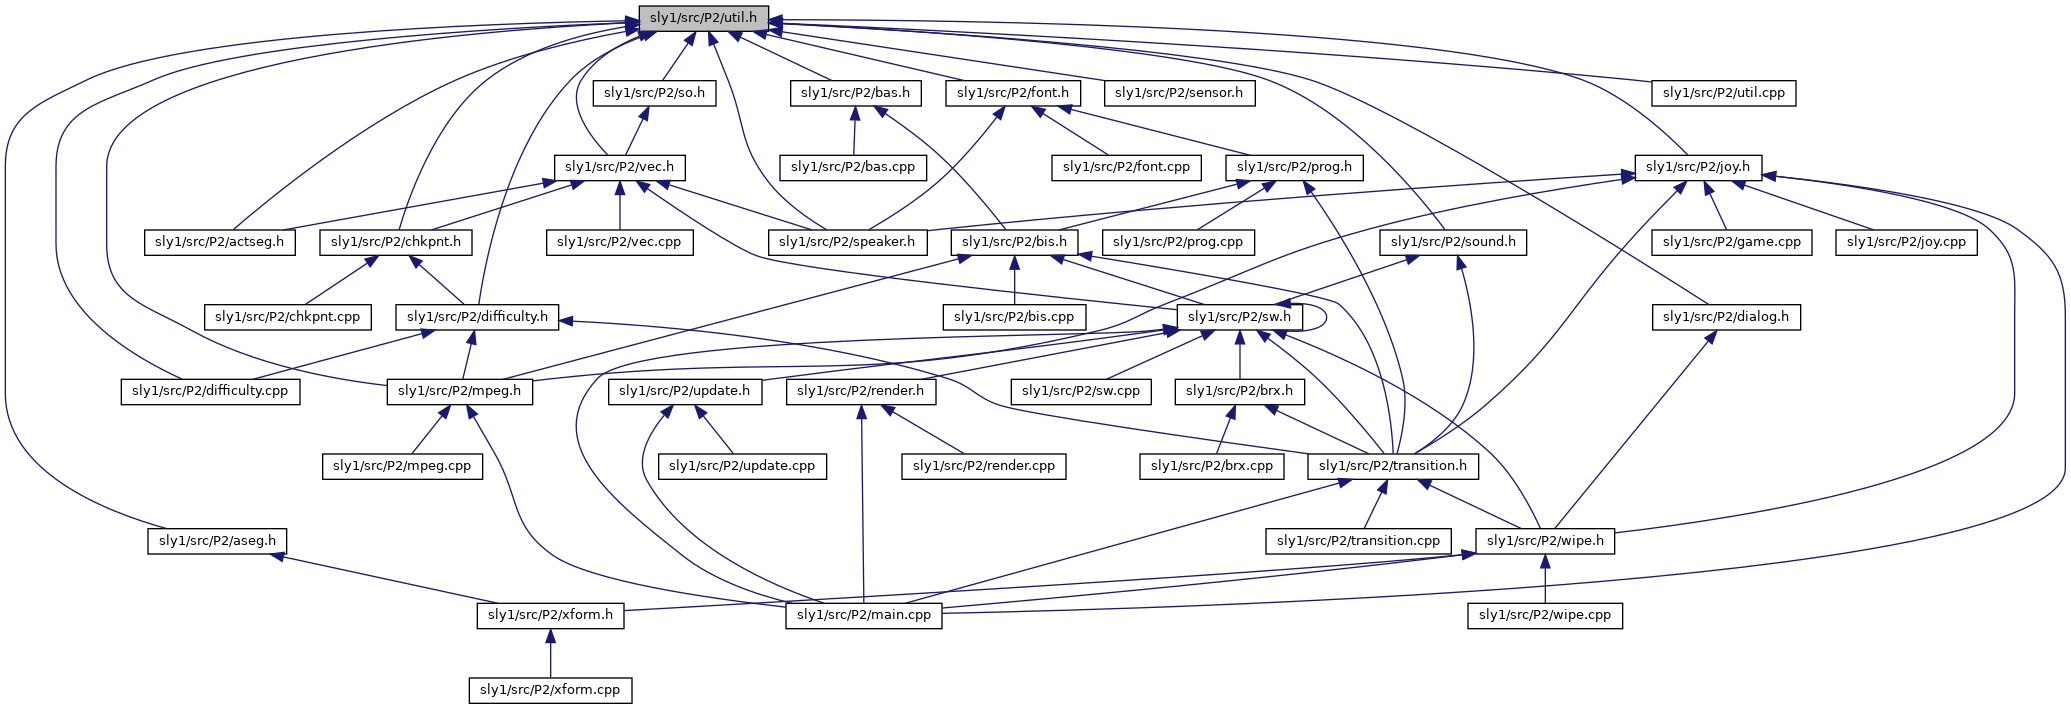 sly1/src/P2/util.h
sly1/src/P2/so.h
sly1/src/P2/bas.h
sly1/src/P2/font.h
sly1/src/P2/sensor.h
sly1/src/P2/util.cpp
sly1/src/P2/vec.h
sly1/src/P2/bas.cpp
sly1/src/P2/font.cpp
sly1/src/P2/prog.h
sly1/src/P2/joy.h
sly1/src/P2/actseg.h
sly1/src/P2/chkpnt.h
sly1/src/P2/vec.cpp
sly1/src/P2/speaker.h
sly1/src/P2/bis.h
sly1/src/P2/prog.cpp
sly1/src/P2/sound.h
sly1/src/P2/game.cpp
sly1/src/P2/joy.cpp
sly1/src/P2/chkpnt.cpp
sly1/src/P2/difficulty.h
sly1/src/P2/bis.cpp
sly1/src/P2/sw.h
sly1/src/P2/dialog.h
sly1/src/P2/difficulty.cpp
sly1/src/P2/mpeg.h
sly1/src/P2/update.h
sly1/src/P2/render.h
sly1/src/P2/sw.cpp
sly1/src/P2/brx.h
sly1/src/P2/mpeg.cpp
sly1/src/P2/update.cpp
sly1/src/P2/render.cpp
sly1/src/P2/brx.cpp
sly1/src/P2/transition.h
sly1/src/P2/aseg.h
sly1/src/P2/transition.cpp
sly1/src/P2/wipe.h
sly1/src/P2/xform.h
sly1/src/P2/main.cpp
sly1/src/P2/wipe.cpp
sly1/src/P2/xform.cpp